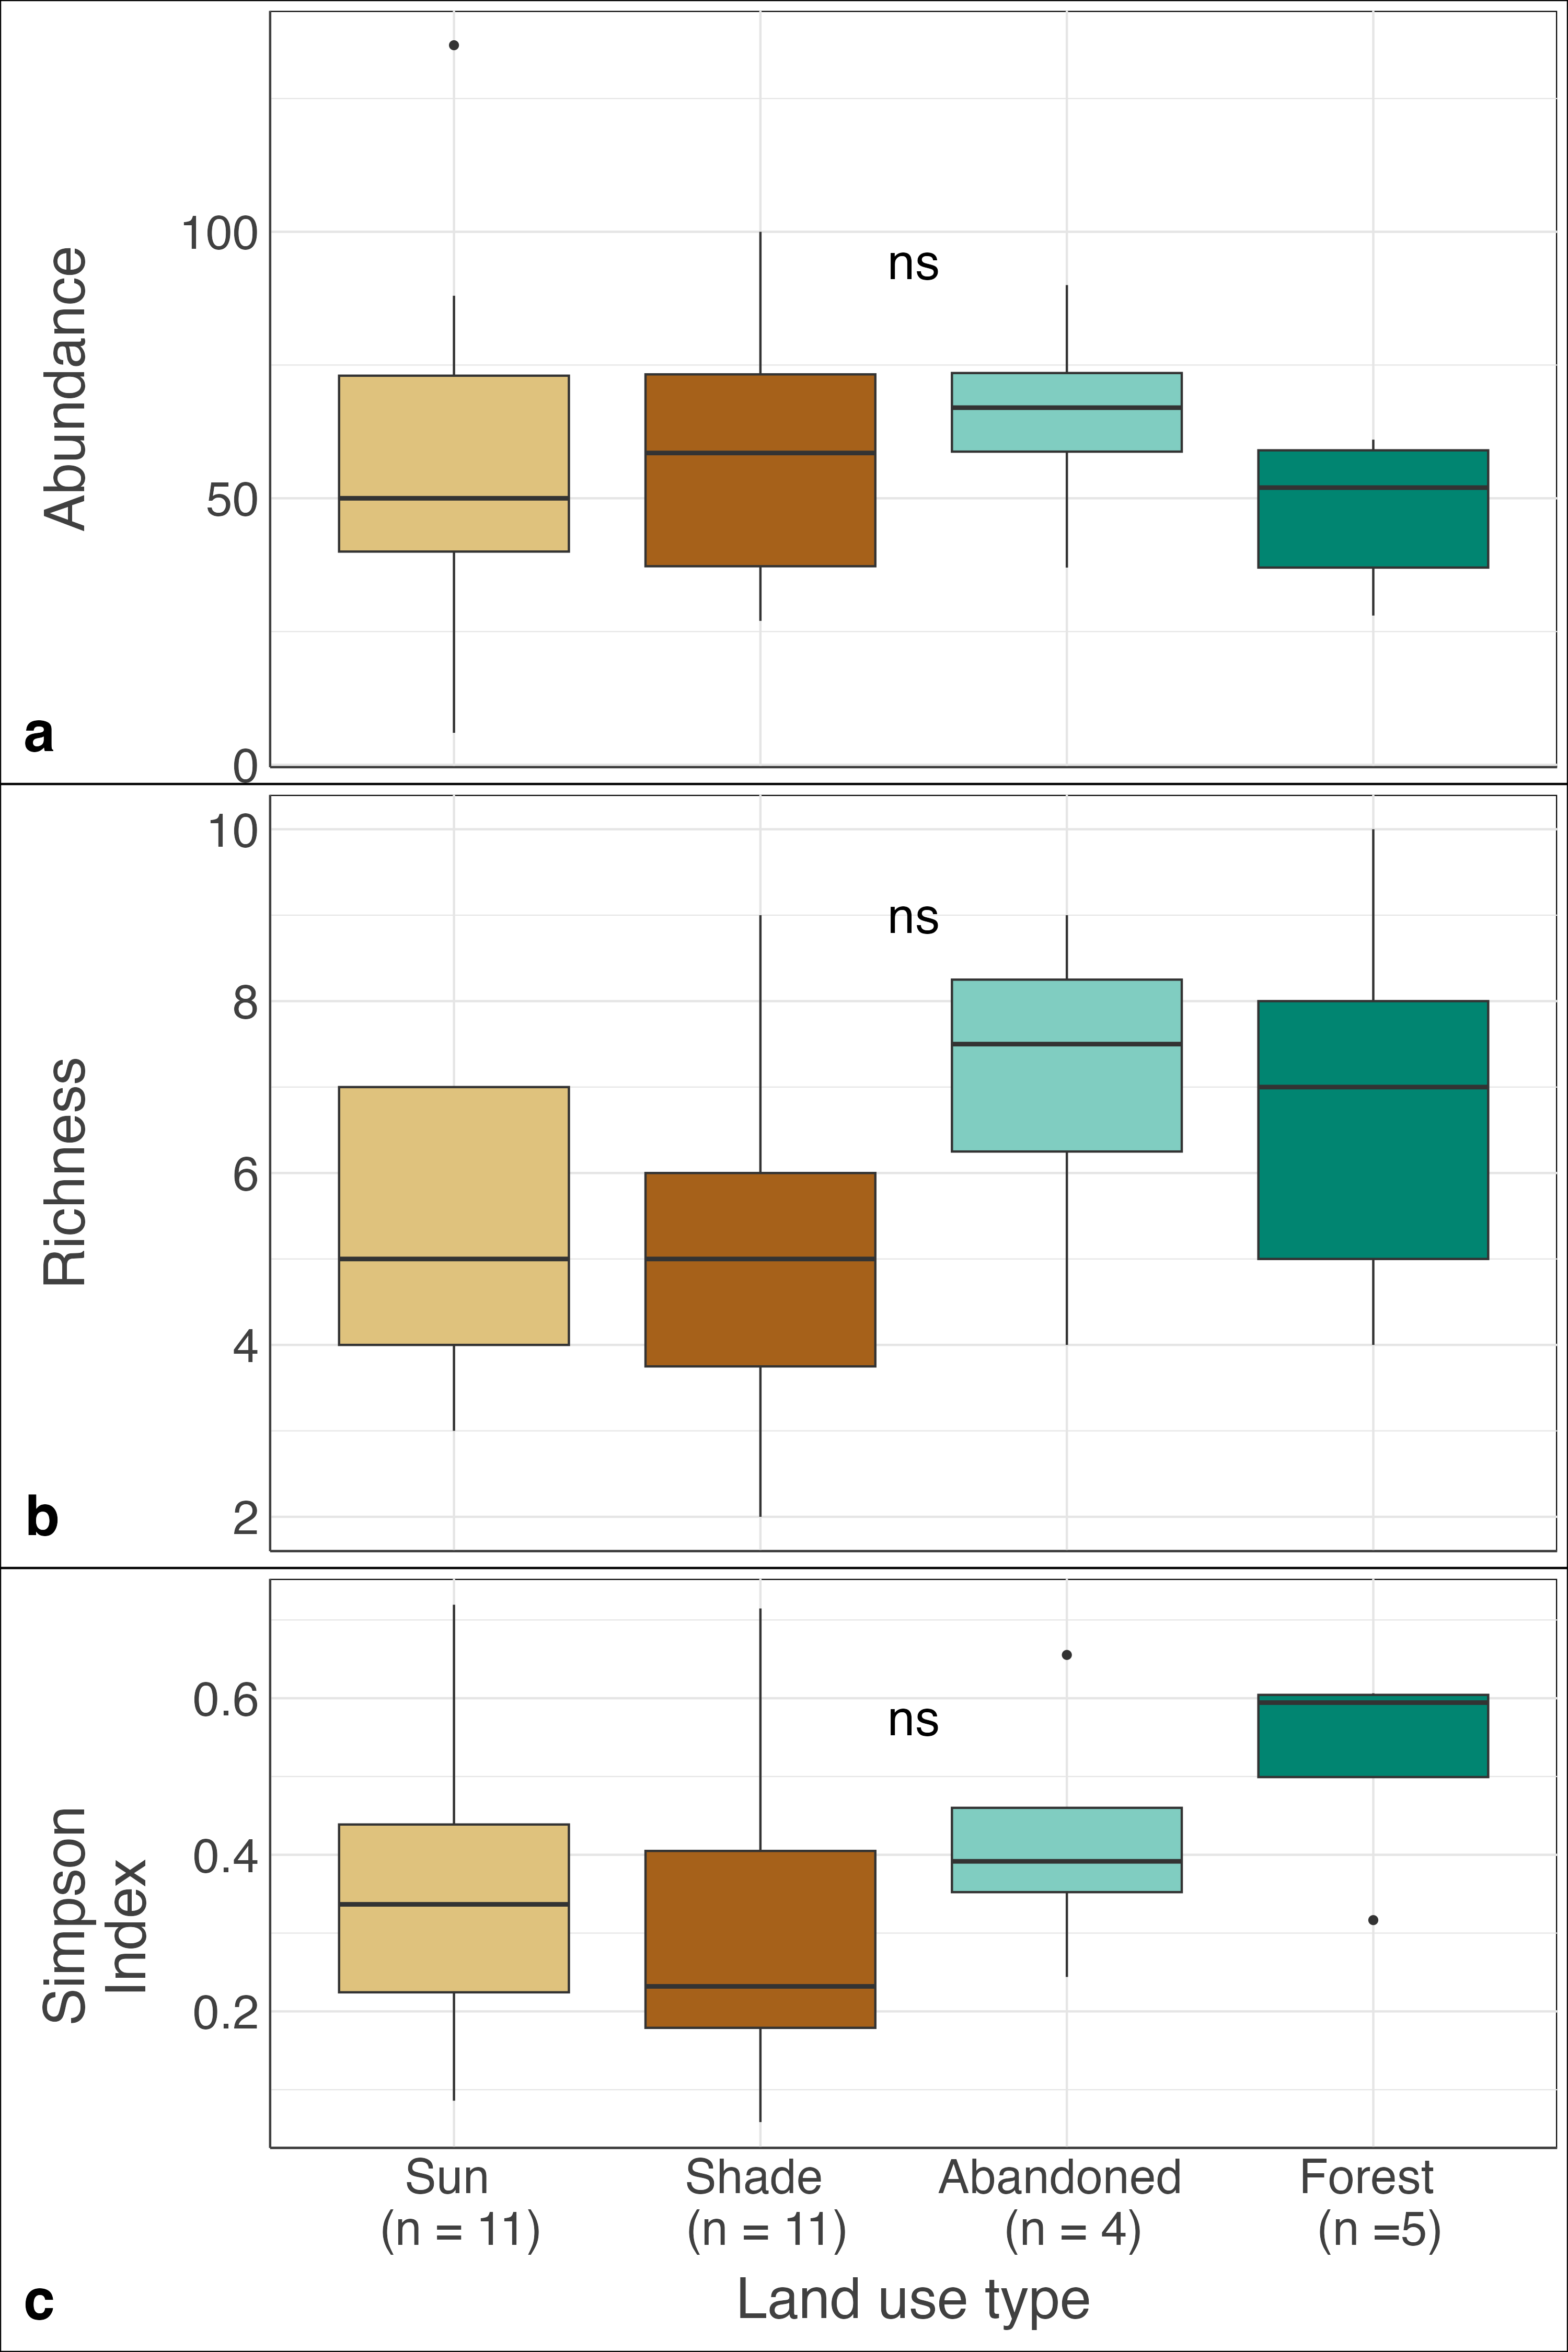 Abundance
100
50
0
ns
a
Richness
10
8
6
4
2
ns
b
Simpson
Index
0.6
0.4
0.2
ns
Sun
(n = 11)
Shade
(n = 11)
Abandoned
(n = 4)
Forest
(n =5)
Land use type
c